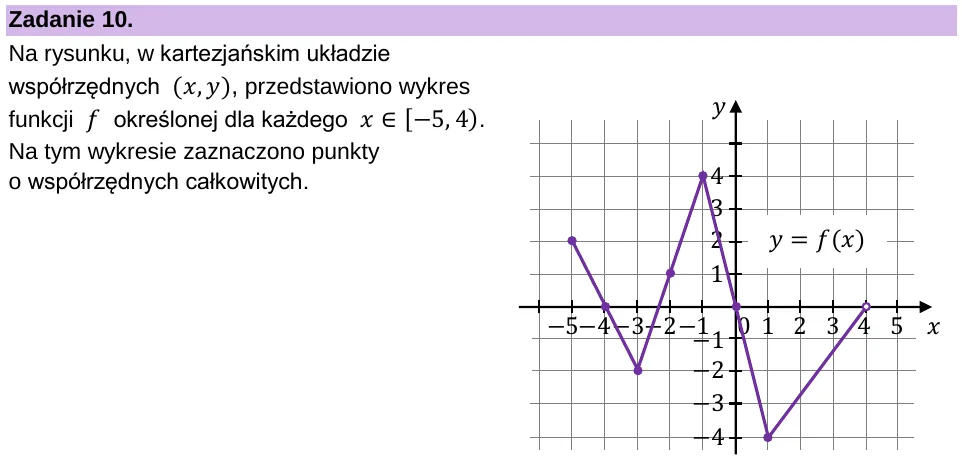 Zadanie 10.
Na rysunku, w kartezjańskim układzie
współrzędnych (x, y), przedstawiono wykres
funkcji f określonej dla każdego x ∈ [−5, 4).
Na tym wykresie zaznaczono punkty
o współrzędnych całkowitych.
y
4
3
2
y = f(x)
1
−5 −4 −3 −2 −1 0 1 2 3 4 5 x
−1
−2
−3
−4